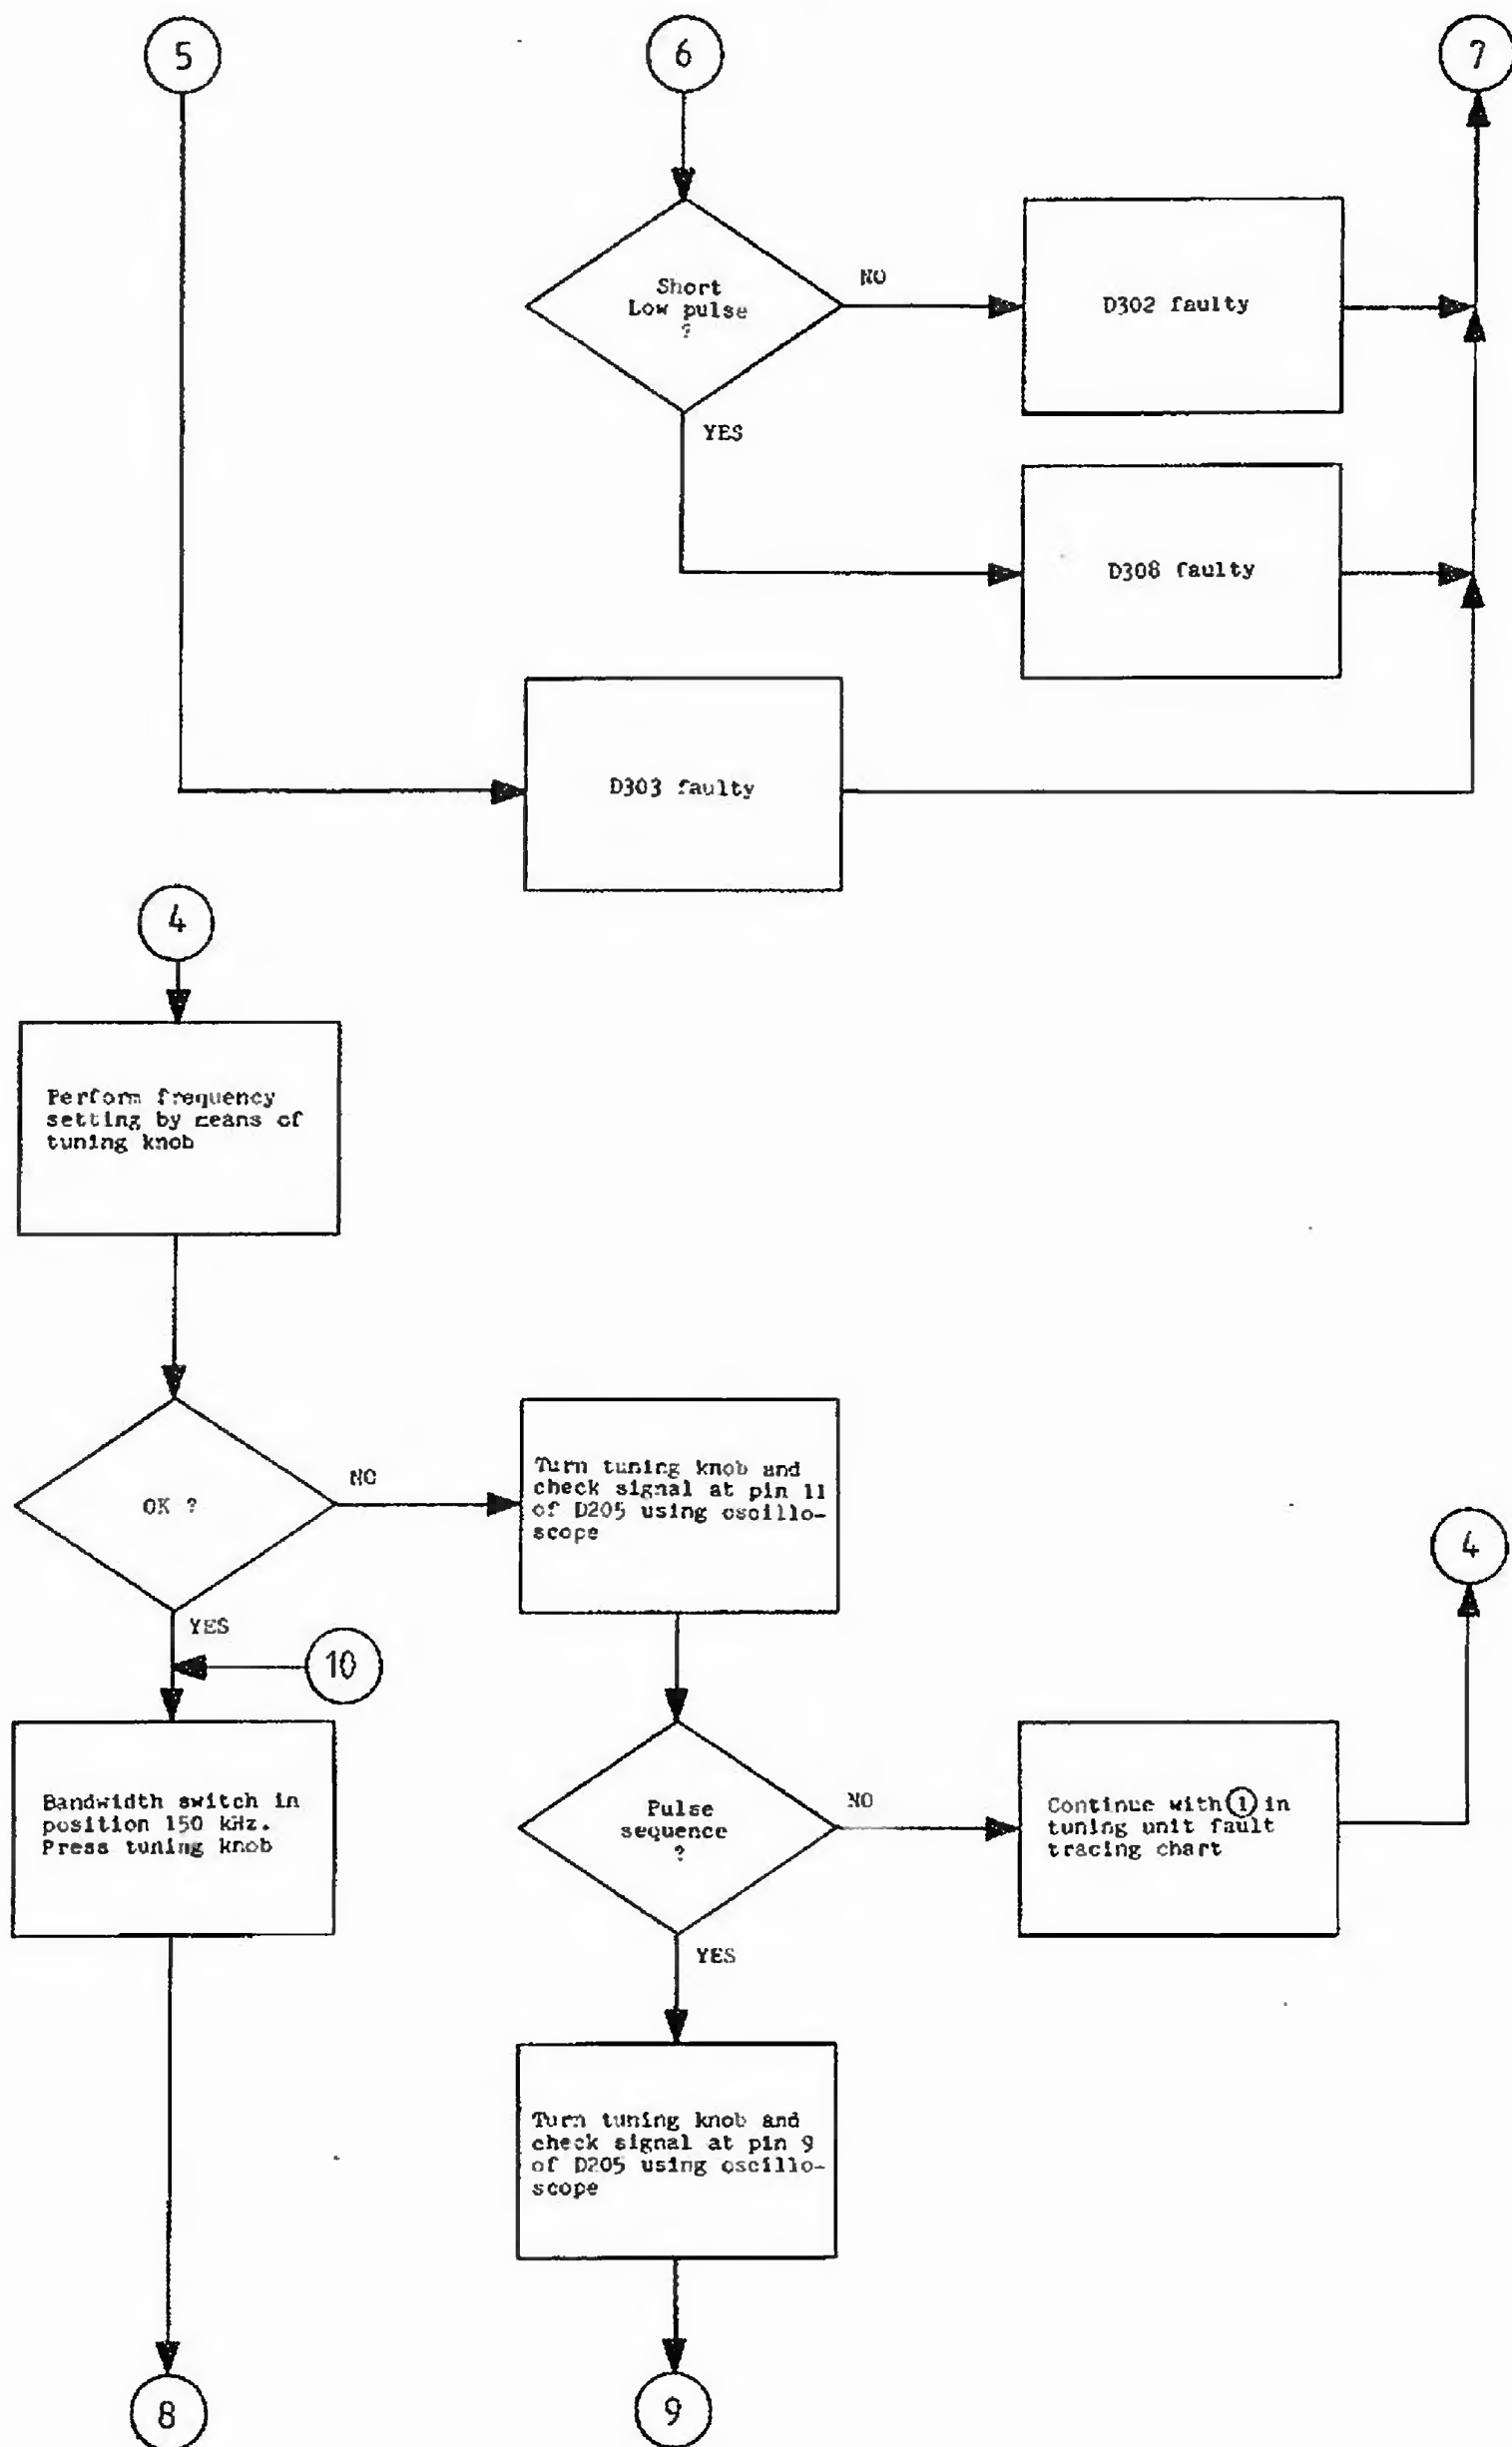 5
6
7
Short
Low pulse
?
NO
D302 faulty
YES
D308 faulty
D303 faulty
4
Perform frequency
setting by means of
tuning knob
OK ?
NO
Turn tuning knob and
check signal at pin 11
of D205 using oscillo-
scope
4
YES
10
Bandwidth switch in
position 150 kHz.
Press tuning knob
Pulse
sequence
?
NO
Continue with 1 in
tuning unit fault
tracing chart
YES
Turn tuning knob and
check signal at pin 9
of D205 using oscillo-
scope
8
9